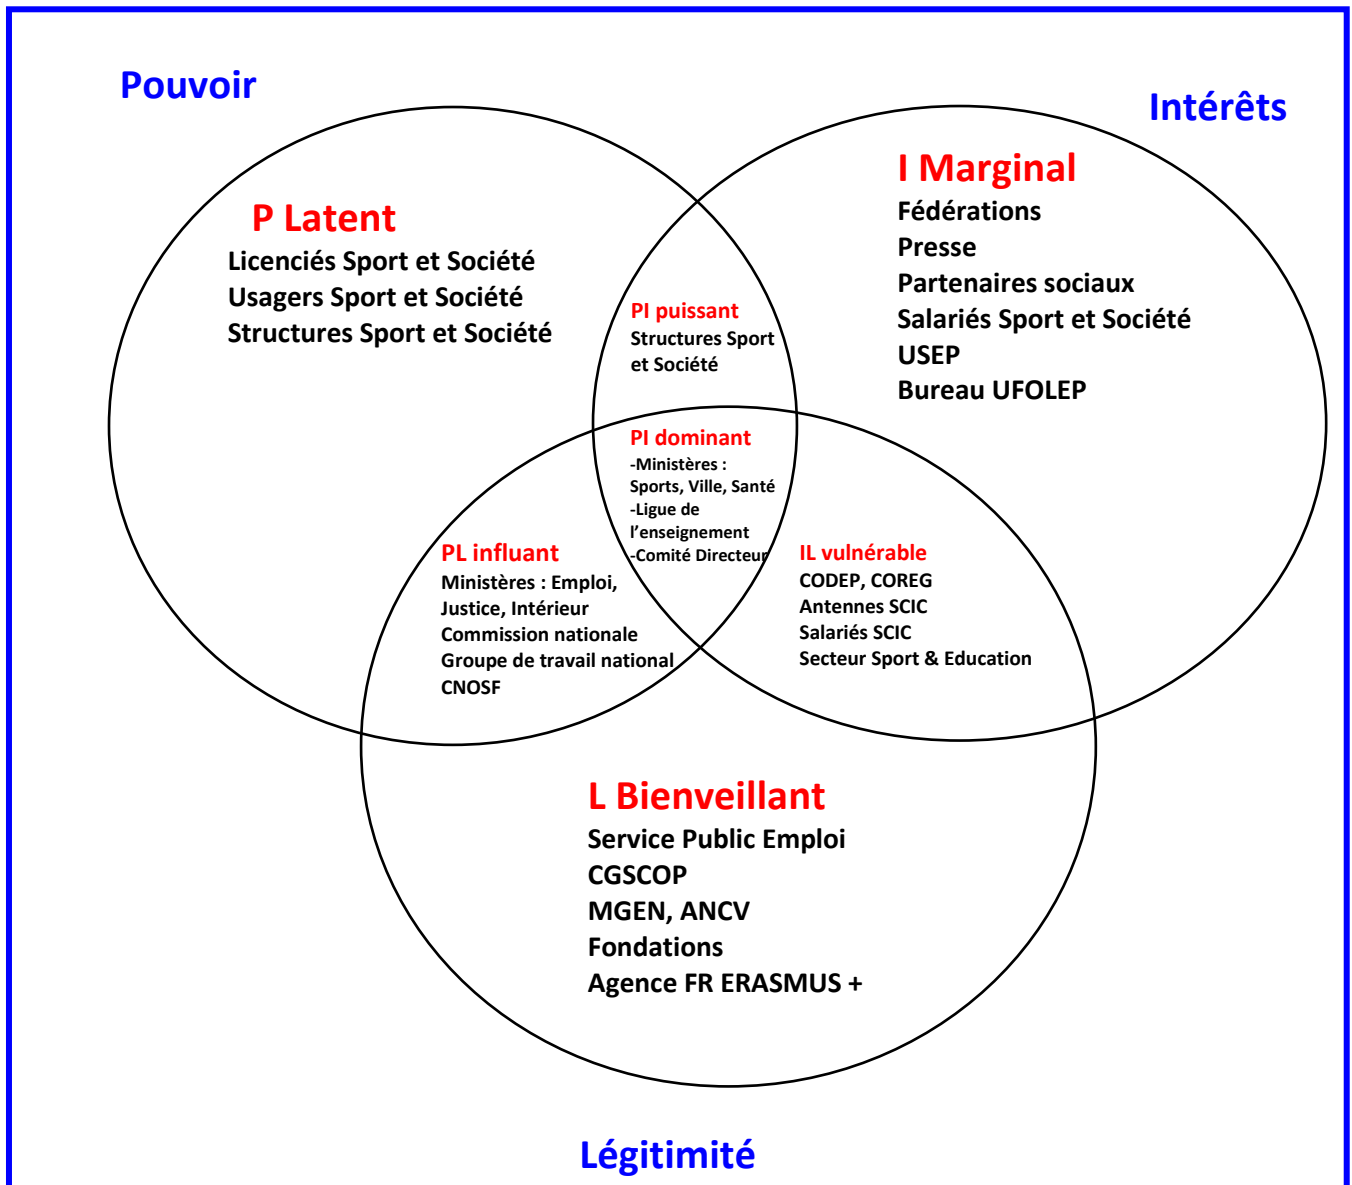 Pouvoir
Intérêts
P Latent
Licenciés Sport et Société
Usagers Sport et Société
Structures Sport et Société
I Marginal
Fédérations
Presse
Partenaires sociaux
Salariés Sport et Société
USEP
Bureau UFOLEP
PI puissant
Structures Sport
et Société
PI dominant
-Ministères :
Sports, Ville, Santé
-Ligue de
l’enseignement
-Comité Directeur
PL influant
Ministères : Emploi,
Justice, Intérieur
Commission nationale
Groupe de travail national
CNOSF
IL vulnérable
CODEP, COREG
Antennes SCIC
Salariés SCIC
Secteur Sport & Education
L Bienveillant
Service Public Emploi
CGSCOP
MGEN, ANCV
Fondations
Agence FR ERASMUS +
Légitimité